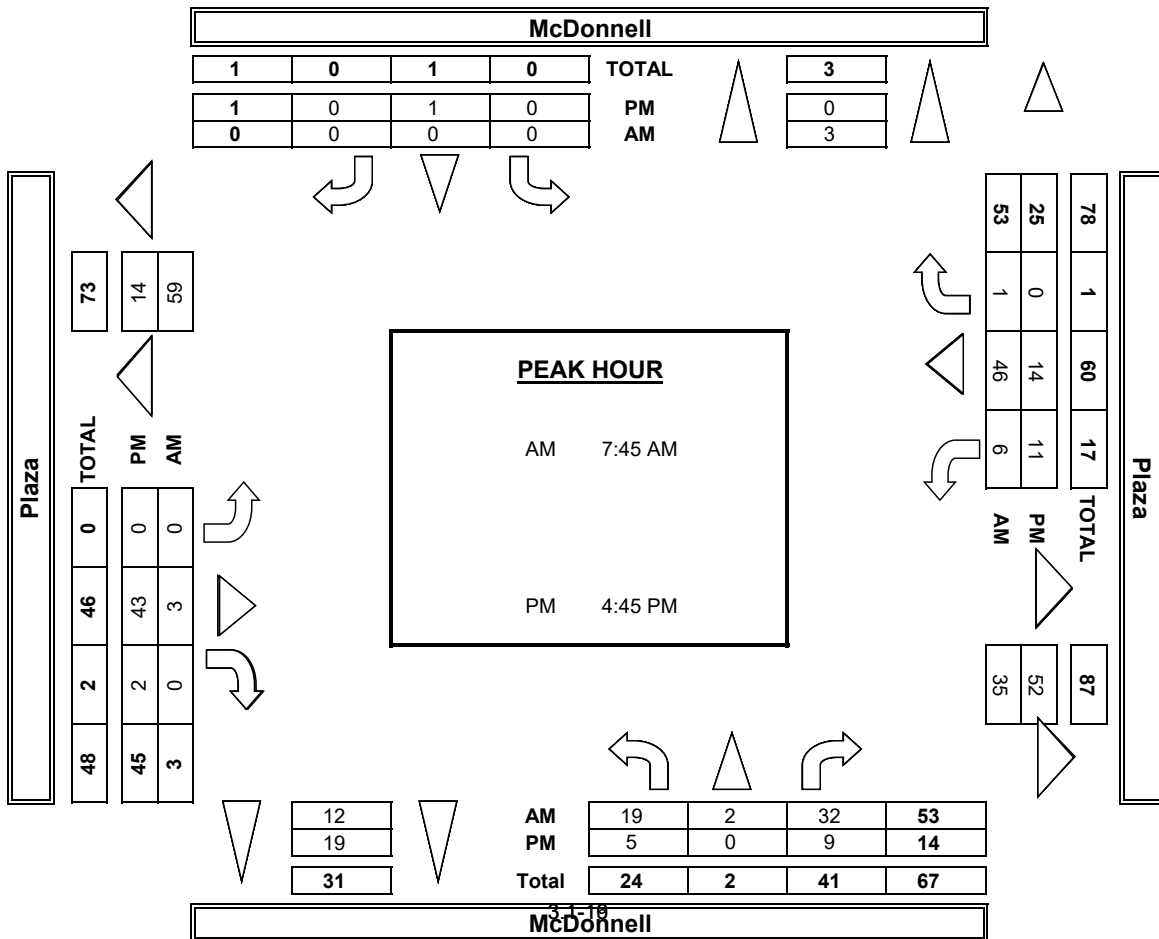 McDonnell
1 0 1 0 TOTAL 3
1 0 1 0 PM 0
0 0 0 0 AM 3
Plaza
73 14 59
TOTAL PM AM
0 0 0
46 43 3
2 2 0
48 45 3
PEAK HOUR
AM 7:45 AM
PM 4:45 PM
53 25 78
1 0 1
46 14 60
6 11 17
AM PM TOTAL
35 52 87
Plaza
12 AM 19 2 32 53
19 PM 5 0 9 14
31 Total 24 2 41 67
McDonnell